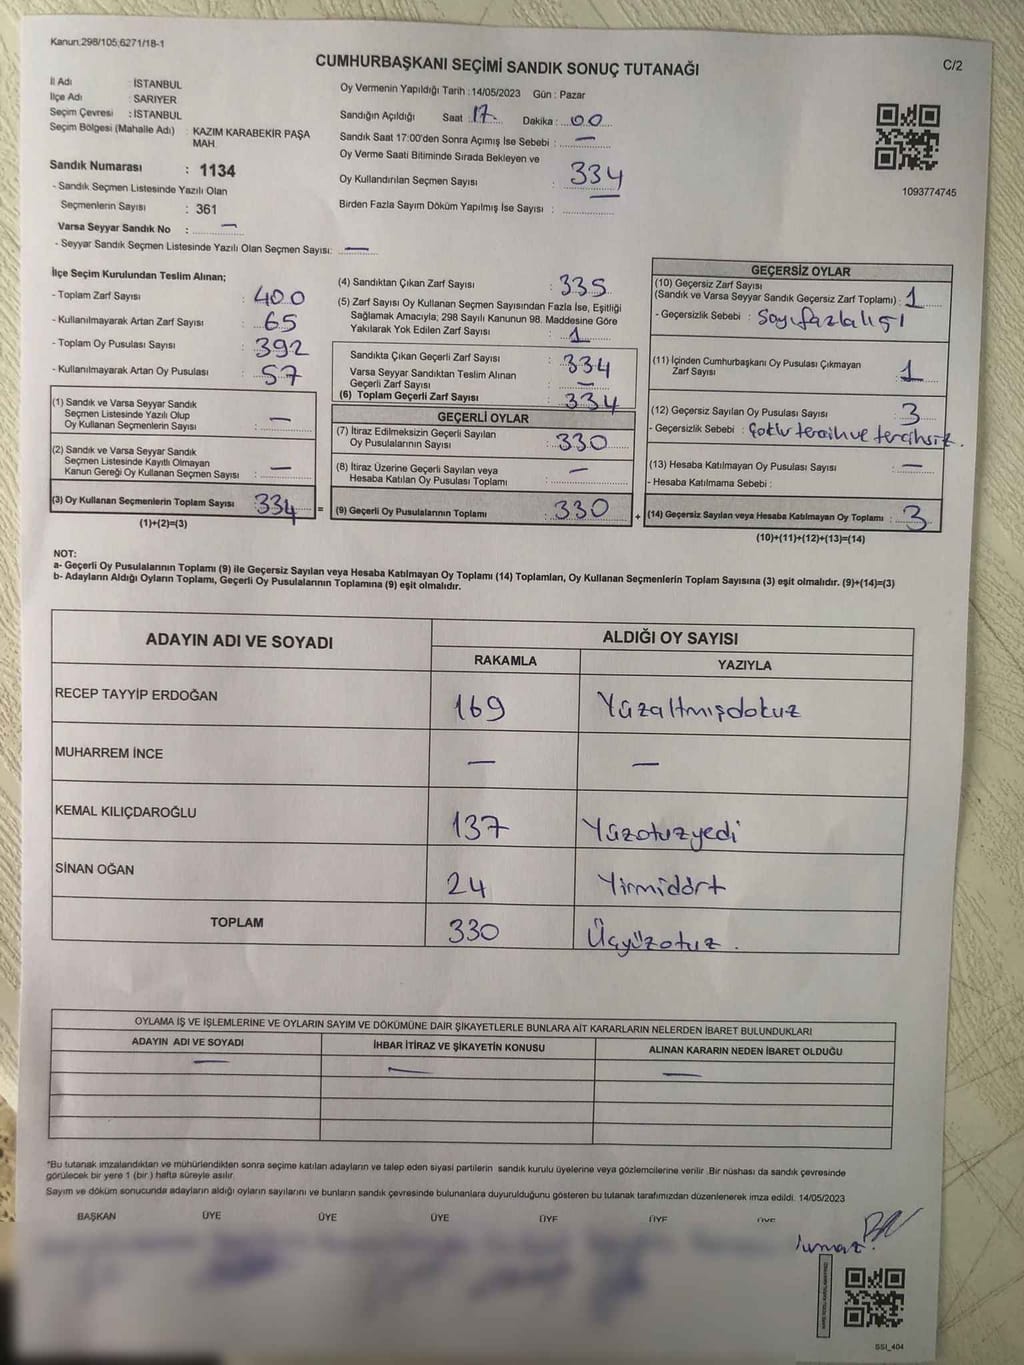 Kanun;298/105,6271/18-1
CUMHURBAŞKANI SEÇİMİ SANDIK SONUÇ TUTANAĞI
C/2
İl Adı : İSTANBUL
İlçe Adı : SARIYER
Seçim Çevresi : İSTANBUL
Seçim Bölgesi (Mahalle Adı) : KAZIM KARABEKİR PAŞA
MAH.
Sandık Numarası : 1134
- Sandık Seçmen Listesinde Yazılı Olan
Seçmenlerin Sayısı : 361
Varsa Seyyar Sandık No : —
- Seyyar Sandık Seçmen Listesinde Yazılı Olan Seçmen Sayısı: —
Oy Vermenin Yapıldığı Tarih :14/05/2023 Gün : Pazar
Sandığın Açıldığı Saat : 17 Dakika : 00
Sandık Saat 17:00'den Sonra Açımış İse Sebebi : —
Oy Verme Saati Bitiminde Sırada Bekleyen ve
Oy Kullandırılan Seçmen Sayısı : 334
Birden Fazla Sayım Döküm Yapılmış İse Sayısı :
1093774745
İlçe Seçim Kurulundan Teslim Alınan;
- Toplam Zarf Sayısı : 400
- Kullanılmayarak Artan Zarf Sayısı : 65
- Toplam Oy Pusulası Sayısı : 392
- Kullanılmayarak Artan Oy Pusulası : 57
(1) Sandık ve Varsa Seyyar Sandık
Seçmen Listesinde Yazılı Olup
Oy Kullanan Seçmenlerin Sayısı : —
(2) Sandık ve Varsa Seyyar Sandık
Seçmen Listesinde Kayıtlı Olmayan
Kanun Gereği Oy Kullanan Seçmen Sayısı : —
(3) Oy Kullanan Seçmenlerin Toplam Sayısı : 334 =
(1)+(2)=(3)
(4) Sandıktan Çıkan Zarf Sayısı : 335
(5) Zarf Sayısı Oy Kullanan Seçmen Sayısından Fazla İse, Eşitliği
Sağlamak Amacıyla; 298 Sayılı Kanunun 98. Maddesine Göre
Yakılarak Yok Edilen Zarf Sayısı : 1
Sandıkta Çıkan Geçerli Zarf Sayısı : 334
Varsa Seyyar Sandıktan Teslim Alınan
Geçerli Zarf Sayısı : —
(6) Toplam Geçerli Zarf Sayısı : 334
GEÇERLİ OYLAR
(7) İtiraz Edilmeksizin Geçerli Sayılan
Oy Pusulalarının Sayısı : 330
(8) İtiraz Üzerine Geçerli Sayılan veya
Hesaba Katılan Oy Pusulası Toplamı : —
(9) Geçerli Oy Pusulalarının Toplamı : 330 +
GEÇERSİZ OYLAR
(10) Geçersiz Zarf Sayısı
(Sandık ve Varsa Seyyar Sandık Geçersiz Zarf Toplamı) : 1
- Geçersizlik Sebebi : Sayıfazlalığı
(11) İçinden Cumhurbaşkanı Oy Pusulası Çıkmayan
Zarf Sayısı : 1
(12) Geçersiz Sayılan Oy Pusulası Sayısı : 3
- Geçersizlik Sebebi : Çoklu tercih ve tercihsiz.
(13) Hesaba Katılmayan Oy Pusulası Sayısı : —
- Hesaba Katılmama Sebebi :
(14) Geçersiz Sayılan veya Hesaba Katılmayan Oy Toplamı : 3
(10)+(11)+(12)+(13)=(14)
NOT:
a- Geçerli Oy Pusulalarının Toplamı (9) ile Geçersiz Sayılan veya Hesaba Katılmayan Oy Toplamı (14) Toplamları, Oy Kullanan Seçmenlerin Toplam Sayısına (3) eşit olmalıdır. (9)+(14)=(3)
b- Adayların Aldığı Oyların Toplamı, Geçerli Oy Pusulalarının Toplamına (9) eşit olmalıdır.
ADAYIN ADI VE SOYADI
ALDIĞI OY SAYISI
RAKAMLA YAZIYLA
RECEP TAYYİP ERDOĞAN 169 Yüzaltmışdokuz
MUHARREM İNCE — —
KEMAL KILIÇDAROĞLU 137 Yüzotuzyedi
SİNAN OĞAN 24 Yirmidört
TOPLAM 330 Üçyüzotuz.
OYLAMA İŞ VE İŞLEMLERİNE VE OYLARIN SAYIM VE DÖKÜMÜNE DAİR ŞİKAYETLERLE BUNLARA AİT KARARLARIN NELERDEN İBARET BULUNDUKLARI
ADAYIN ADI VE SOYADI İHBAR İTİRAZ VE ŞİKAYETİN KONUSU ALINAN KARARIN NEDEN İBARET OLDUĞU
— — —
*Bu tutanak imzalandıktan ve mühürlendikten sonra seçime katılan adayların ve talep eden siyasi partilerin sandık kurulu üyelerine veya gözlemcilerine verilir .Bir nüshası da sandık çevresinde
görülecek bir yere 1 (bir ) hafta süreyle asılır.
Sayım ve döküm sonucunda adayların aldığı oyların sayılarını ve bunların sandık çevresinde bulunanlara duyurulduğunu gösteren bu tutanak tarafımızdan düzenlenerek imza edildi. 14/05/2023
BAŞKAN ÜYE ÜYE ÜYE ÜYE ÜYE ÜYE
SSI_404